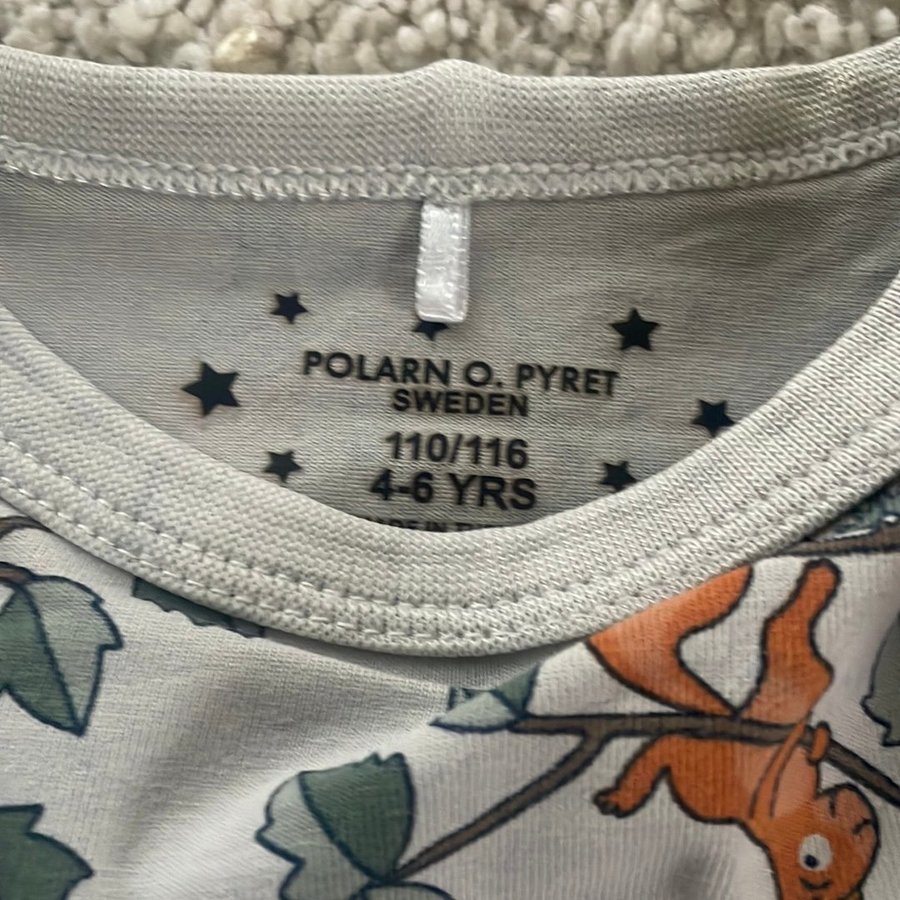 POLARN O. PYRET
SWEDEN
110/116
4-6 YRS